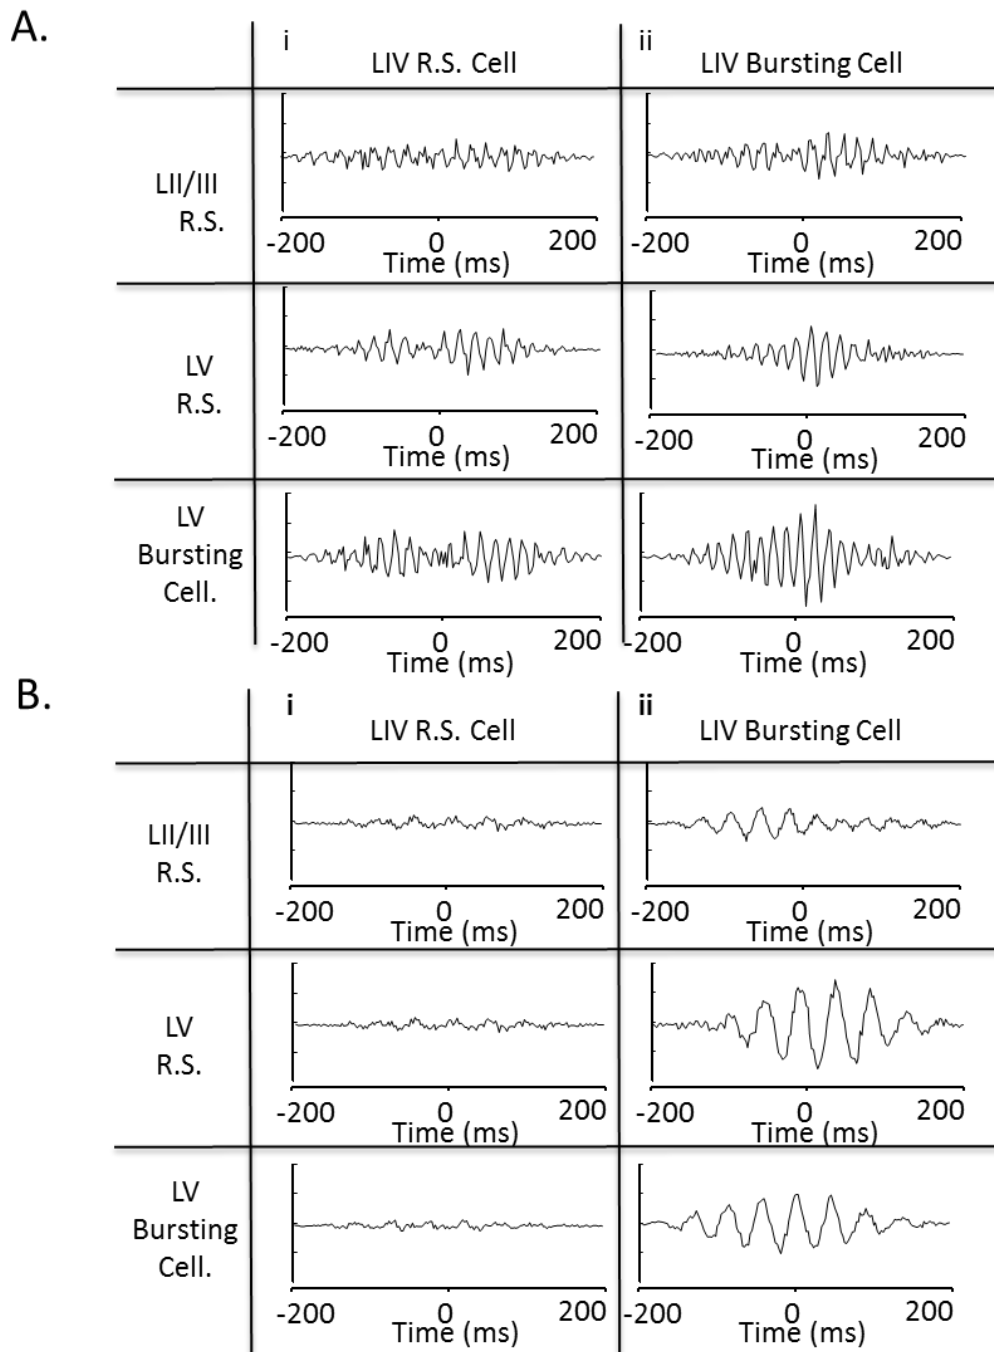 A.
i
ii
LIV R.S. Cell
LIV Bursting Cell
LII/III
R.S.
-200
0
200
Time (ms)
-200
0
200
Time (ms)
LV
R.S.
-200
0
200
Time (ms)
-200
0
200
Time (ms)
LV
Bursting
Cell.
-200
0
200
Time (ms)
-200
0
200
Time (ms)
B.
i
ii
LIV R.S. Cell
LIV Bursting Cell
LII/III
R.S.
-200
0
200
Time (ms)
-200
0
200
Time (ms)
LV
R.S.
-200
0
200
Time (ms)
-200
0
200
Time (ms)
LV
Bursting
Cell.
-200
0
200
Time (ms)
-200
0
200
Time (ms)